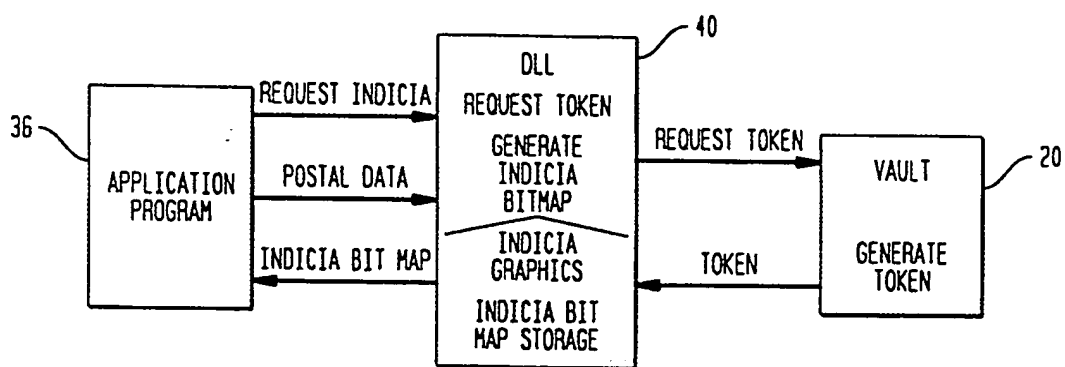 40
DLL
REQUEST TOKEN
GENERATE
INDICIA
BITMAP
INDICIA
GRAPHICS
INDICIA BIT
MAP STORAGE
36
APPLICATION
PROGRAM
REQUEST INDICIA
POSTAL DATA
INDICIA BIT MAP
REQUEST TOKEN
TOKEN
20
VAULT
GENERATE
TOKEN